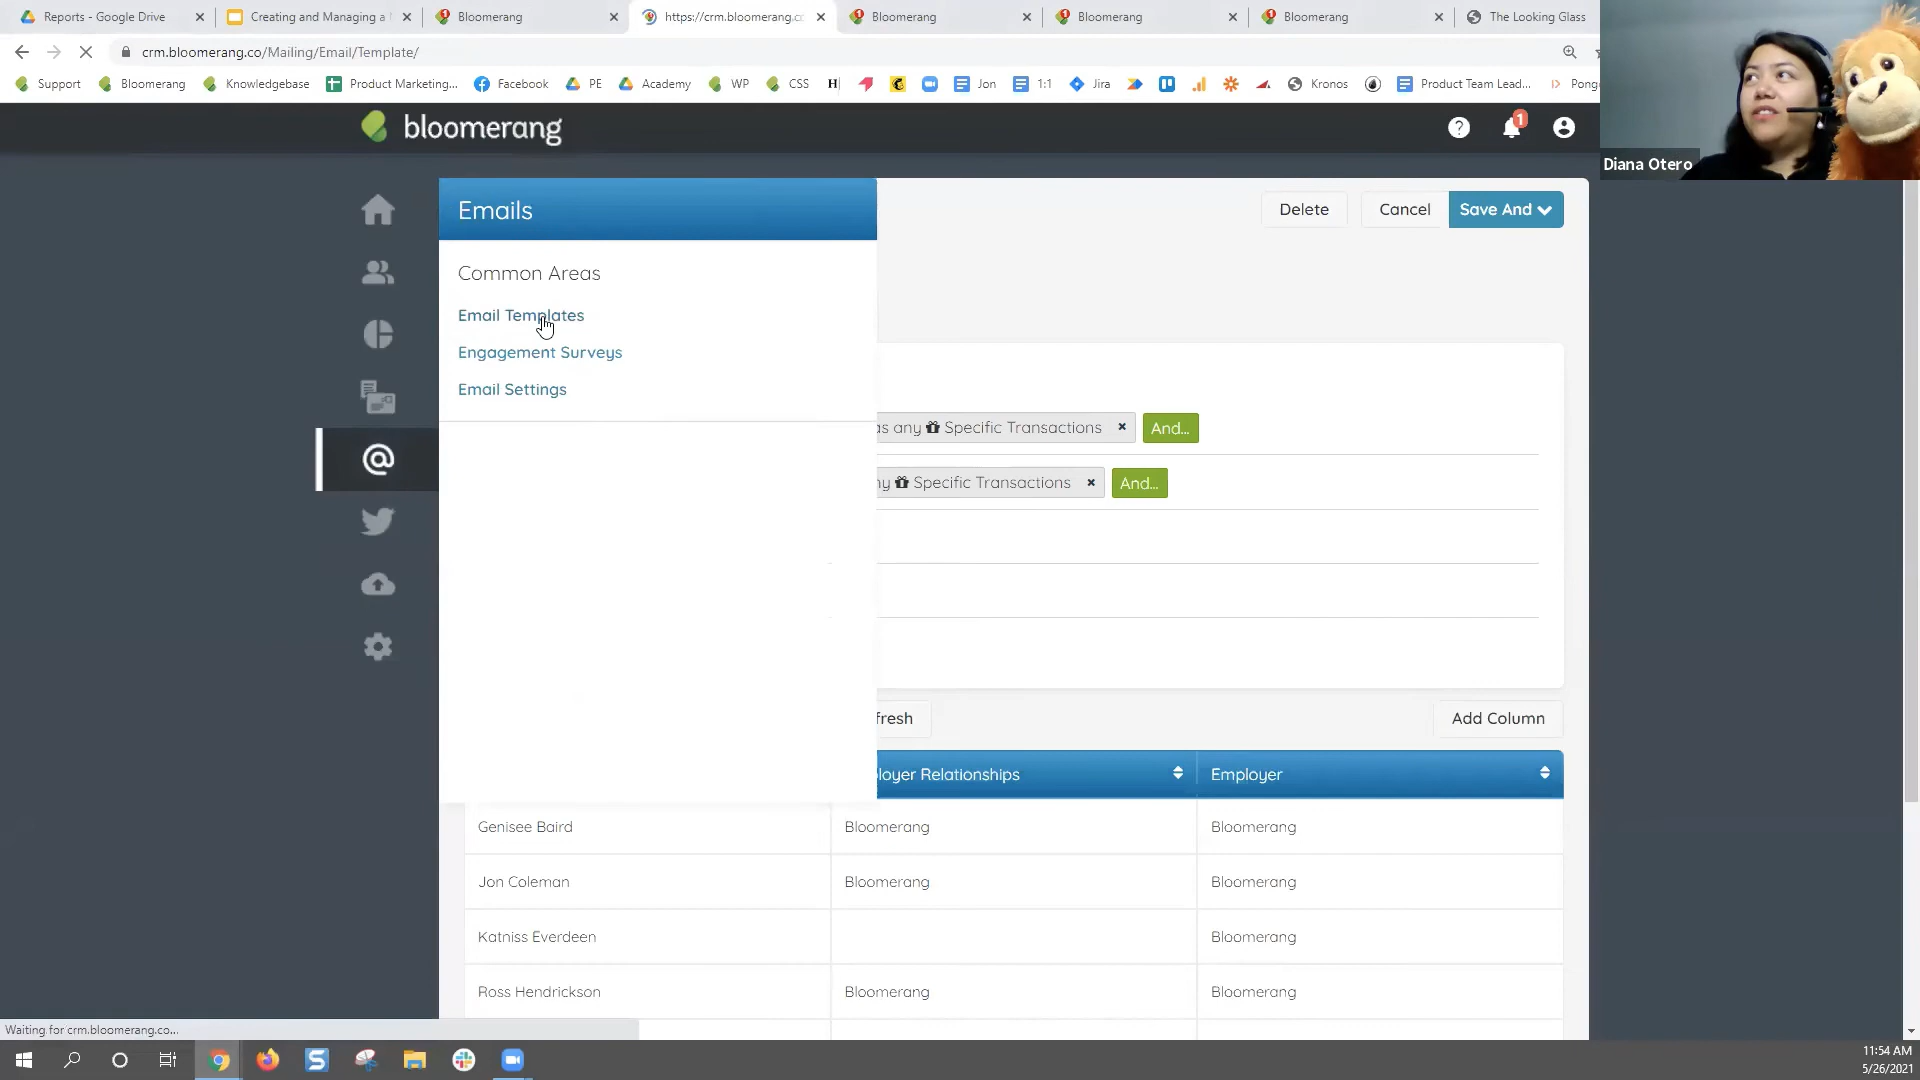 Reports - Google Drive
Creating and Managing a
Bloomerang
https://crm.bloomerang.co
Bloomerang
Bloomerang
Bloomerang
The Looking Glass
crm.bloomerang.co/Mailing/Email/Template/
Support
Bloomerang
Knowledgebase
Product Marketing...
Facebook
PE
Academy
WP
CSS
H
Jon
1:1
Jira
Kronos
Product Team Lead...
Pong
bloomerang
1
Diana Otero
Emails
Delete
Cancel
Save And
Common Areas
Email Templates
Engagement Surveys
Email Settings
as any Specific Transactions ×
And...
ny Specific Transactions ×
And...
fresh
Add Column
loyer Relationships
Employer
Genisee Baird
Bloomerang
Bloomerang
Jon Coleman
Bloomerang
Bloomerang
Katniss Everdeen
Bloomerang
Ross Hendrickson
Bloomerang
Bloomerang
Waiting for crm.bloomerang.co...
11:54 AM
5/26/2021